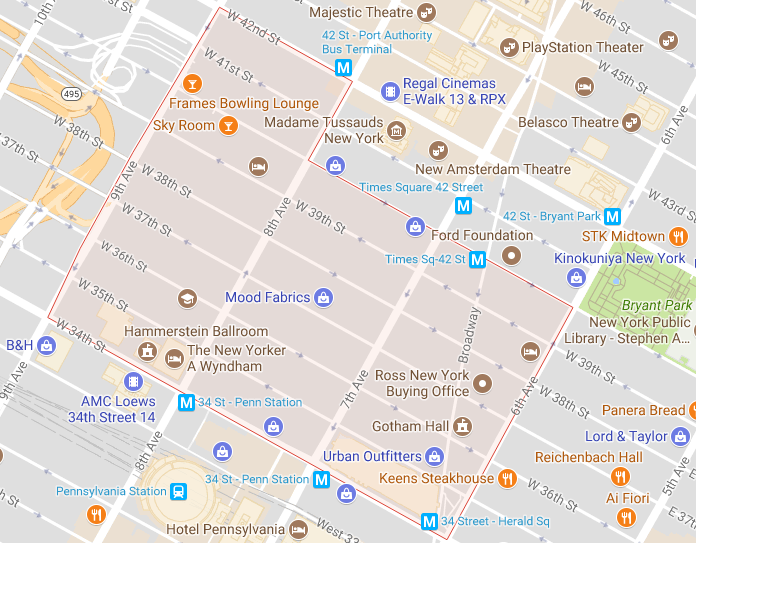 10th
W 42nd St
Majestic Theatre
W 46th St
42 St - Port Authority
Bus Terminal
PlayStation Theater
W 41st St
495
Regal Cinemas
E-Walk 13 & RPX
W 45th St
Frames Bowling Lounge
Sky Room
Madame Tussauds
New York
Belasco Theatre
6th Ave
W 38th St
37th St
9th Ave
W 38th St
New Amsterdam Theatre
Times Square 42 Street
W 43rd St
W 37th St
8th Ave
W 39th St
42 St - Bryant Park
Ford Foundation
STK Midtown
W 36th St
Times Sq-42 St
Kinokuniya New York
W 35th St
Mood Fabrics
Bryant Park
New York Public
Library - Stephen A...
W 34th St
Hammerstein Ballroom
Broadway
B&H
The New Yorker
A Wyndham
W 39th St
9th Ave
AMC Loews
34th Street 14
34 St - Penn Station
7th Ave
Ross New York
Buying Office
6th Ave
W 38th St
Panera Bread
8th Ave
Gotham Hall
Lord & Taylor
Urban Outfitters
Reichenbach Hall
34 St - Penn Station
Keens Steakhouse
5th Ave
Pennsylvania Station
W 36th St
Ai Fiori
34 Street - Herald Sq
Hotel Pennsylvania
West 33
E 37th